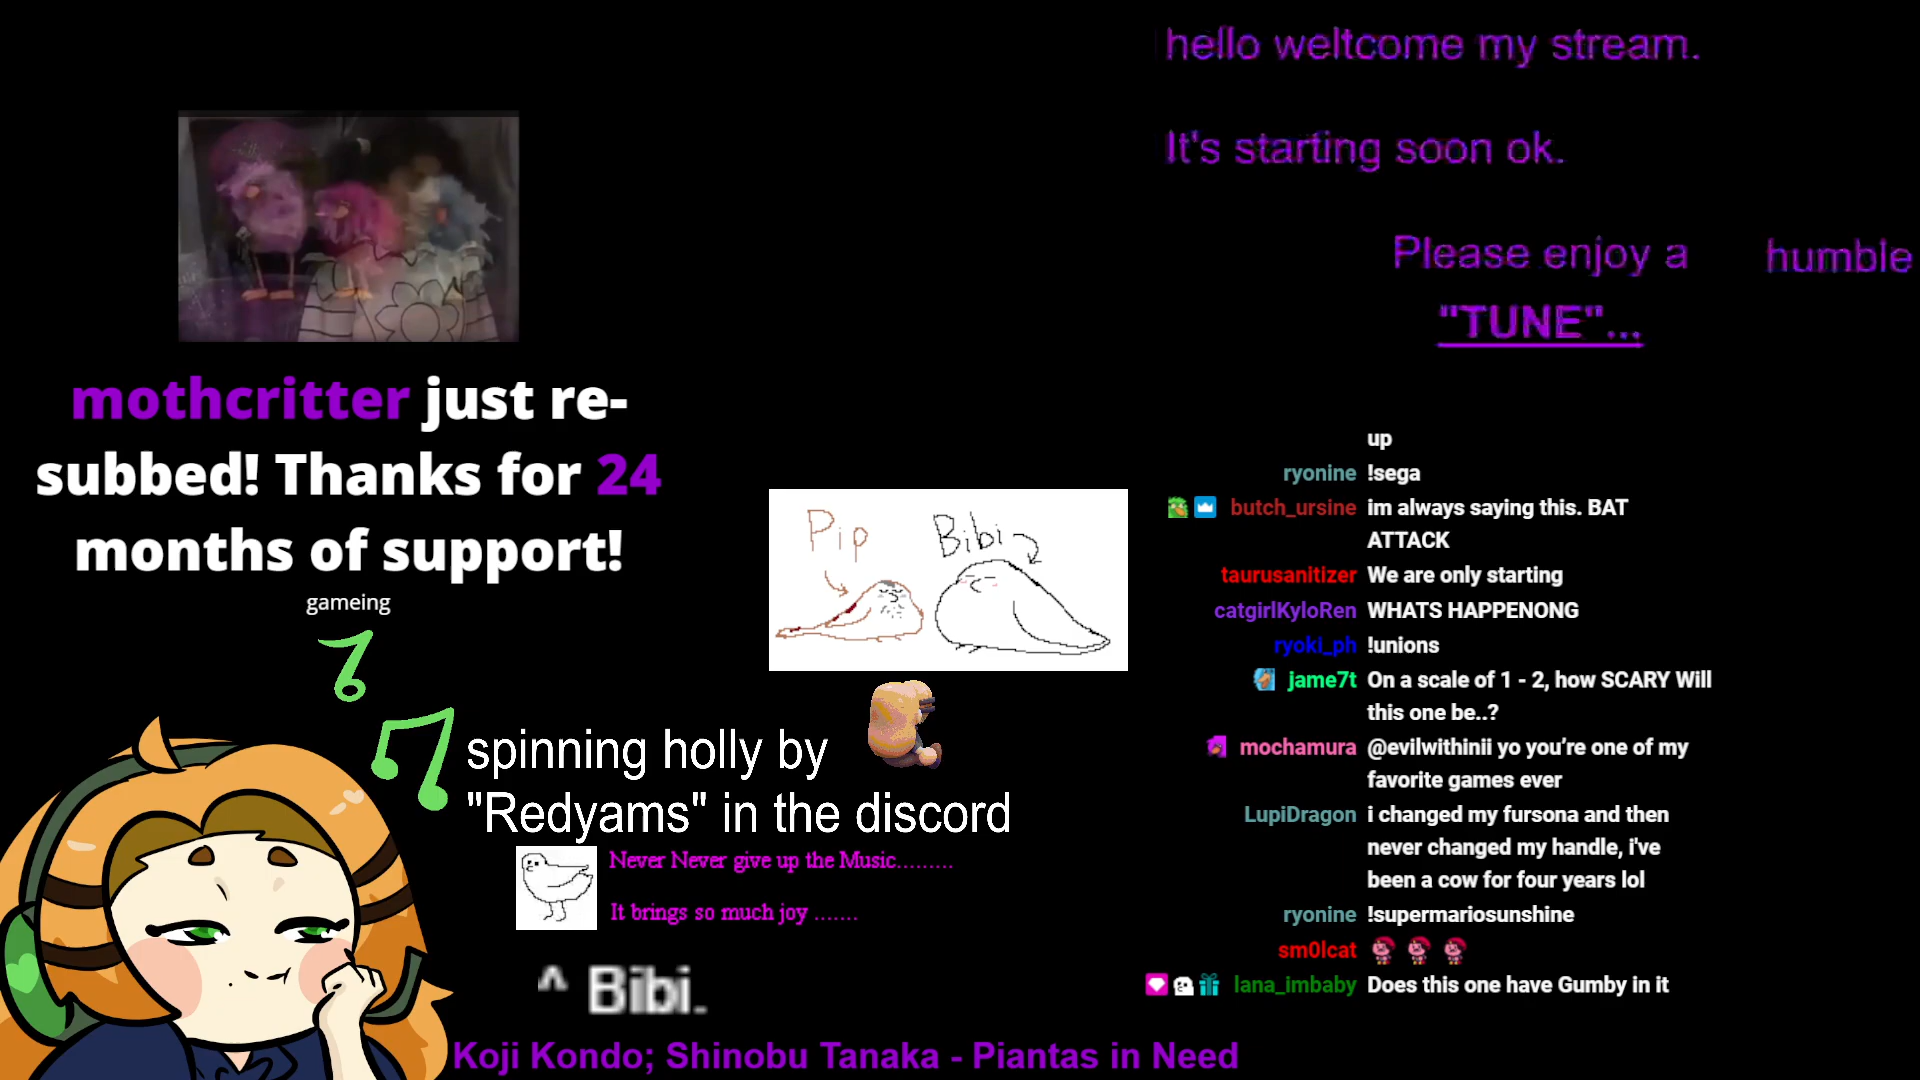 hello weltcome my stream.
It's starting soon ok.
Please enjoy a humble
"TUNE"...
mothcritter just re-
subbed! Thanks for 24
months of support!
gameing
Pip
Bibi
spinning holly by
"Redyams" in the discord
Never Never give up the Music.........
It brings so much joy .......
^ Bibi.
Koji Kondo; Shinobu Tanaka - Piantas in Need
up
ryonine !sega
butch_ursine im always saying this. BAT
ATTACK
taurusanitizer We are only starting
catgirlKyloRen WHATS HAPPENONG
ryoki_ph !unions
jame7t On a scale of 1 - 2, how SCARY Will
this one be..?
mochamura @evilwithinii yo you’re one of my
favorite games ever
LupiDragon i changed my fursona and then
never changed my handle, i've
been a cow for four years lol
ryonine !supermariosunshine
sm0lcat
lana_imbaby Does this one have Gumby in it